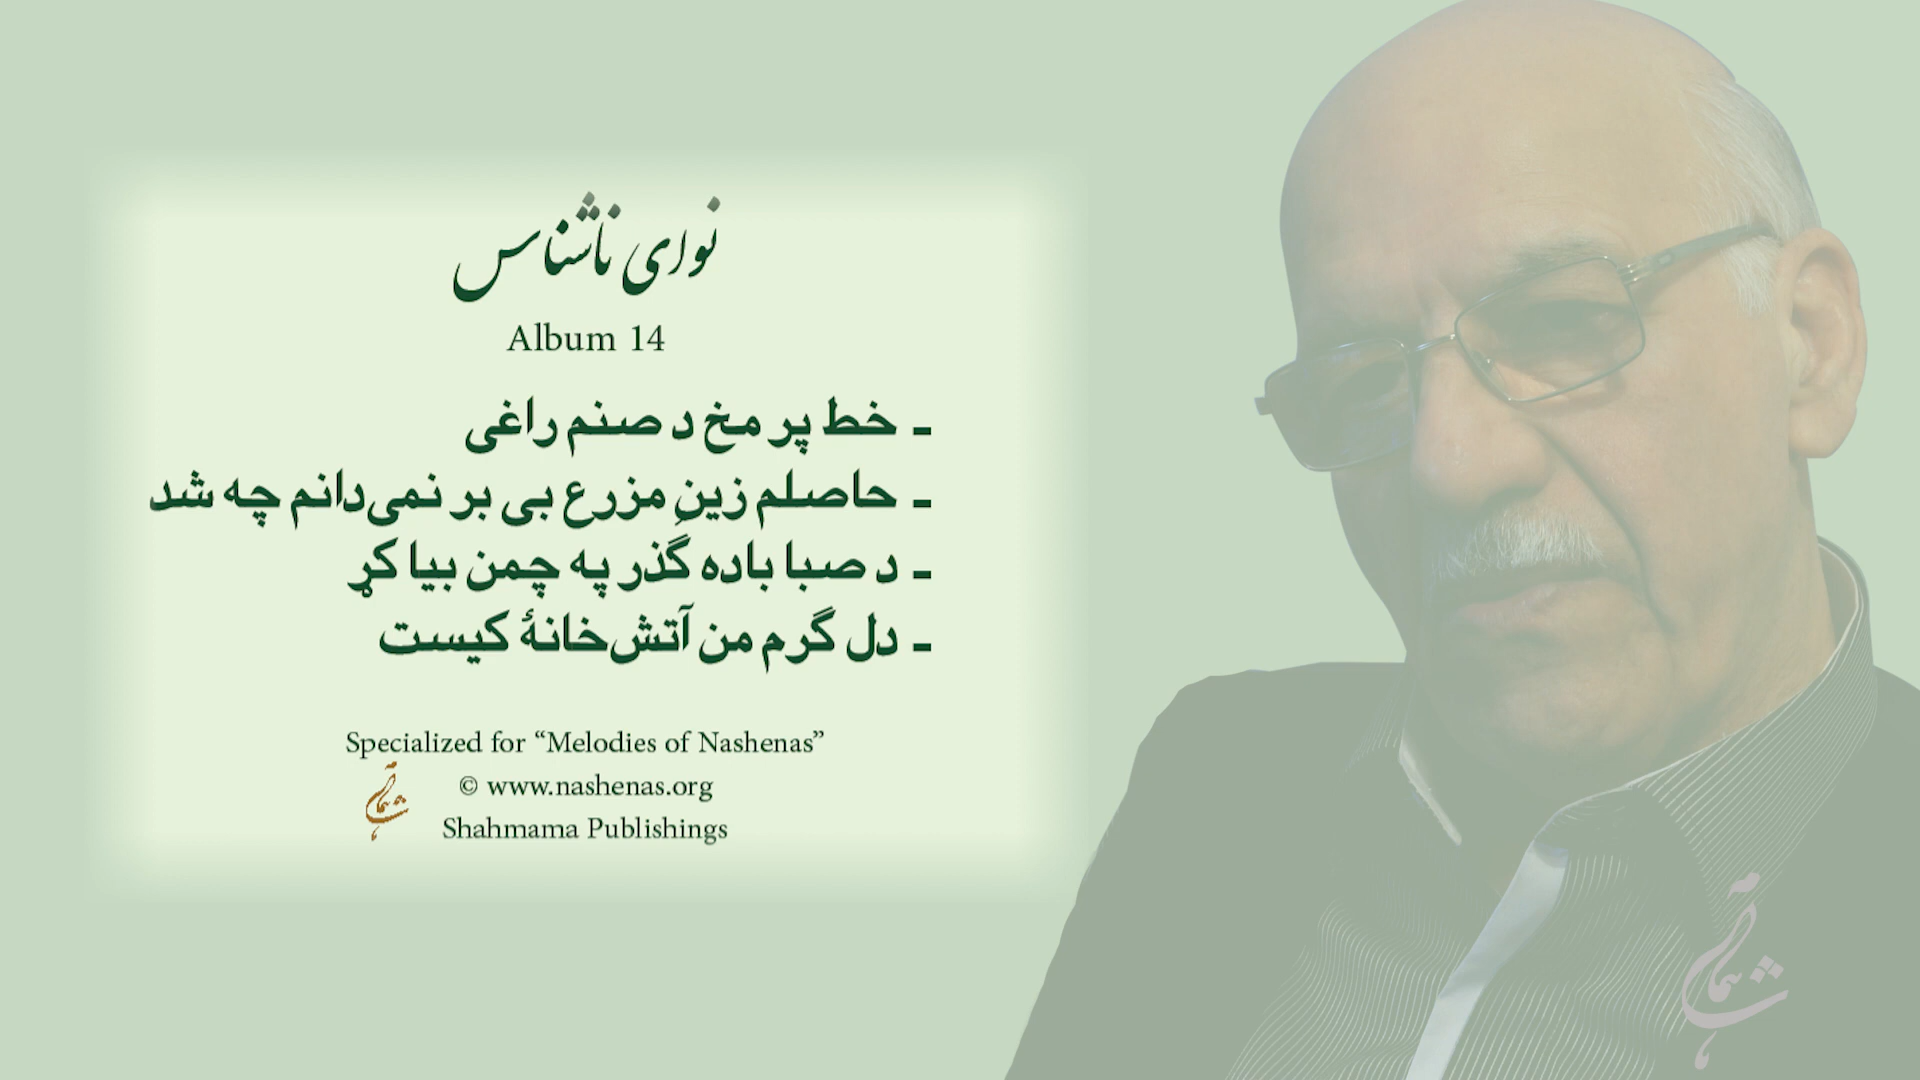 نوای ناشناس
Album 14
- خط پر مخ د صنم راغی
- حاصلم زین مزرع بی بر نمی‌دانم چه شد
- د صبا باده گُذر په چمن بیا کړ
- دل گرم من آتش‌خانهٔ کیست
Specialized for “Melodies of Nashenas”
© www.nashenas.org
Shahmama Publishings